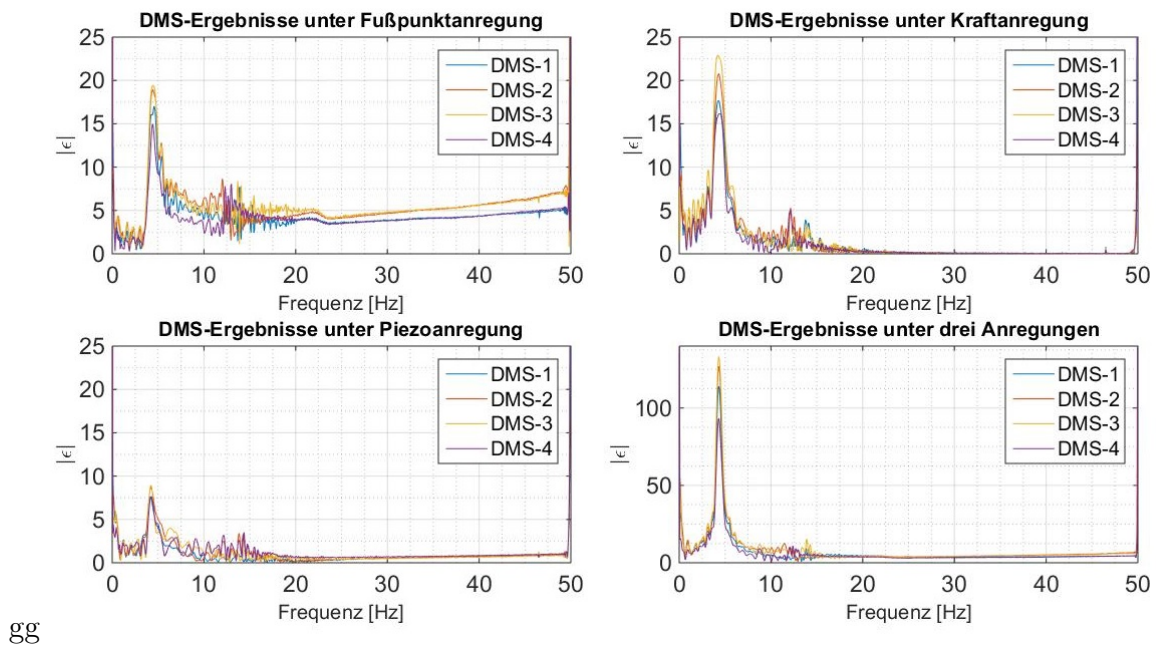 DMS-Ergebnisse unter Fußpunktanregung
25
20
15
10
5
0
|ϵ|
0 10 20 30 40 50
Frequenz [Hz]
DMS-1
DMS-2
DMS-3
DMS-4
DMS-Ergebnisse unter Kraftanregung
25
20
15
10
5
0
|ϵ|
0 10 20 30 40 50
Frequenz [Hz]
DMS-1
DMS-2
DMS-3
DMS-4
DMS-Ergebnisse unter Piezoanregung
25
20
15
10
5
0
|ϵ|
0 10 20 30 40 50
Frequenz [Hz]
DMS-1
DMS-2
DMS-3
DMS-4
DMS-Ergebnisse unter drei Anregungen
100
50
0
|ϵ|
0 10 20 30 40 50
Frequenz [Hz]
DMS-1
DMS-2
DMS-3
DMS-4
gg